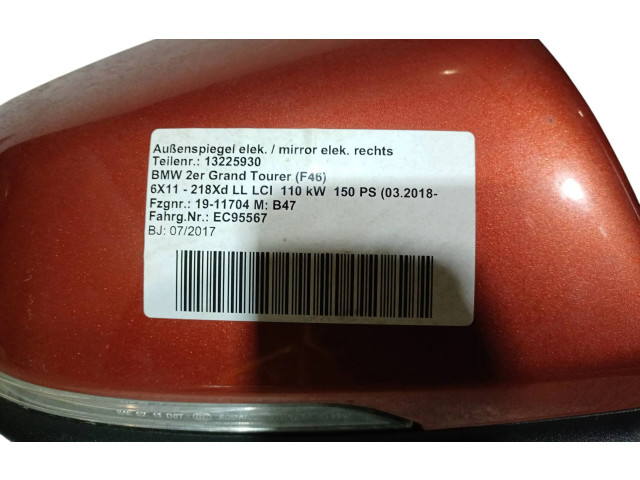 Außenspiegel elek. / mirror elek. rechts
Teilenr.: 13225930
BMW 2er Grand Tourer (F46)
6X11 - 218Xd LL LCI 110 kW 150 PS (03.2018-
Fzgnr.: 19-11704 M: B47
Fahrg.Nr.: EC95567
BJ: 07/2017